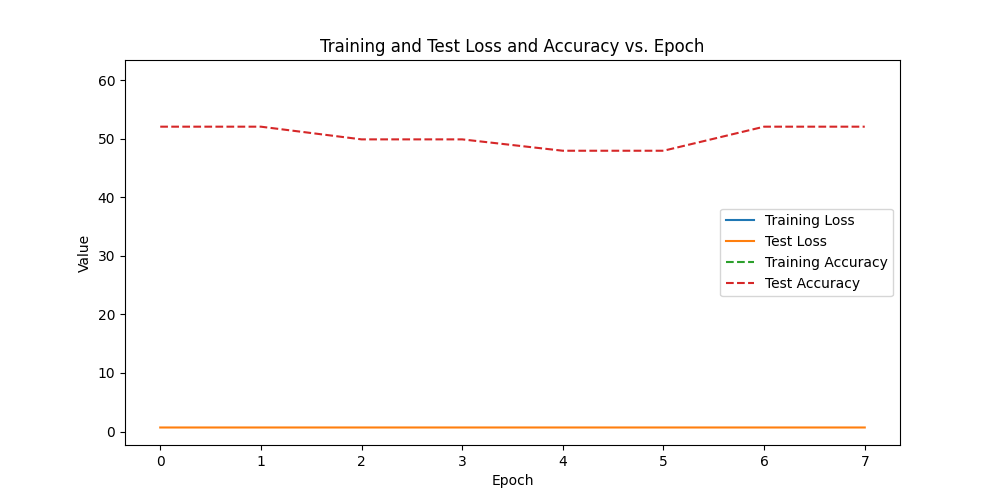 Training and Test Loss and Accuracy vs. Epoch
60
50
40
30
20
10
0
Value
Training Loss
Test Loss
Training Accuracy
Test Accuracy
0 1 2 3 4 5 6 7
Epoch